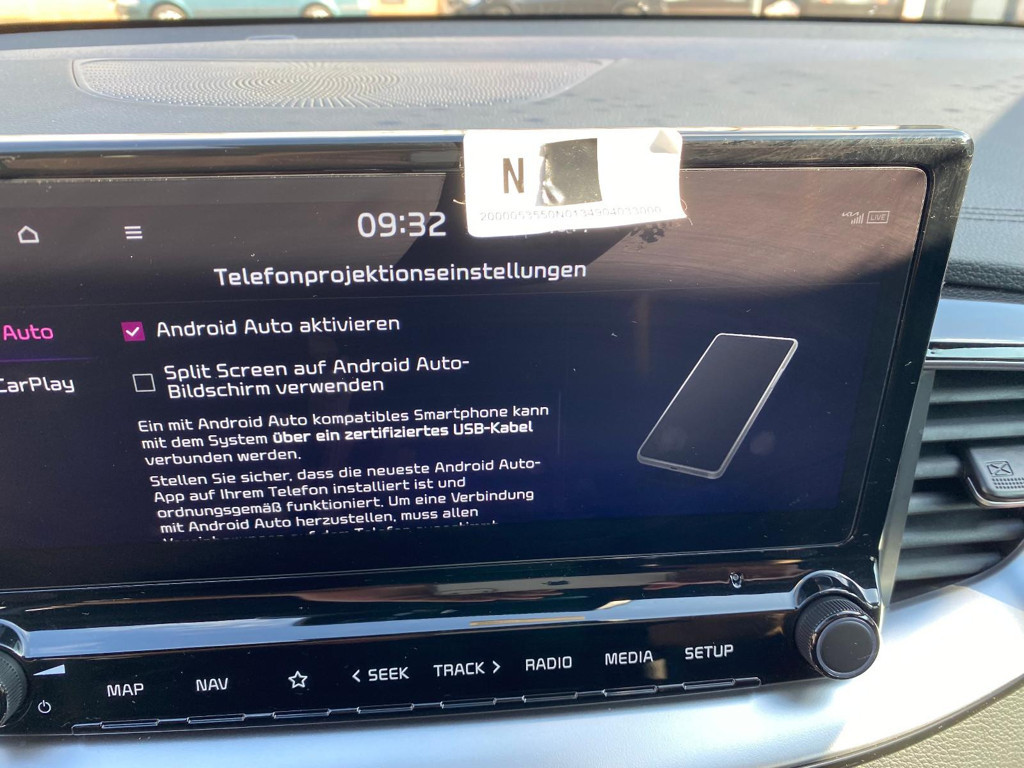 N
2000053550N0134904033000
09:32
KIA LIVE
Telefonprojektionseinstellungen
Auto
CarPlay
Android Auto aktivieren
Split Screen auf Android Auto-
Bildschirm verwenden
Ein mit Android Auto kompatibles Smartphone kann
mit dem System über ein zertifiziertes USB-Kabel
verbunden werden.
Stellen Sie sicher, dass die neueste Android Auto-
App auf Ihrem Telefon installiert ist und
ordnungsgemäß funktioniert. Um eine Verbindung
mit Android Auto herzustellen, muss allen
MAP NAV < SEEK TRACK > RADIO MEDIA SETUP